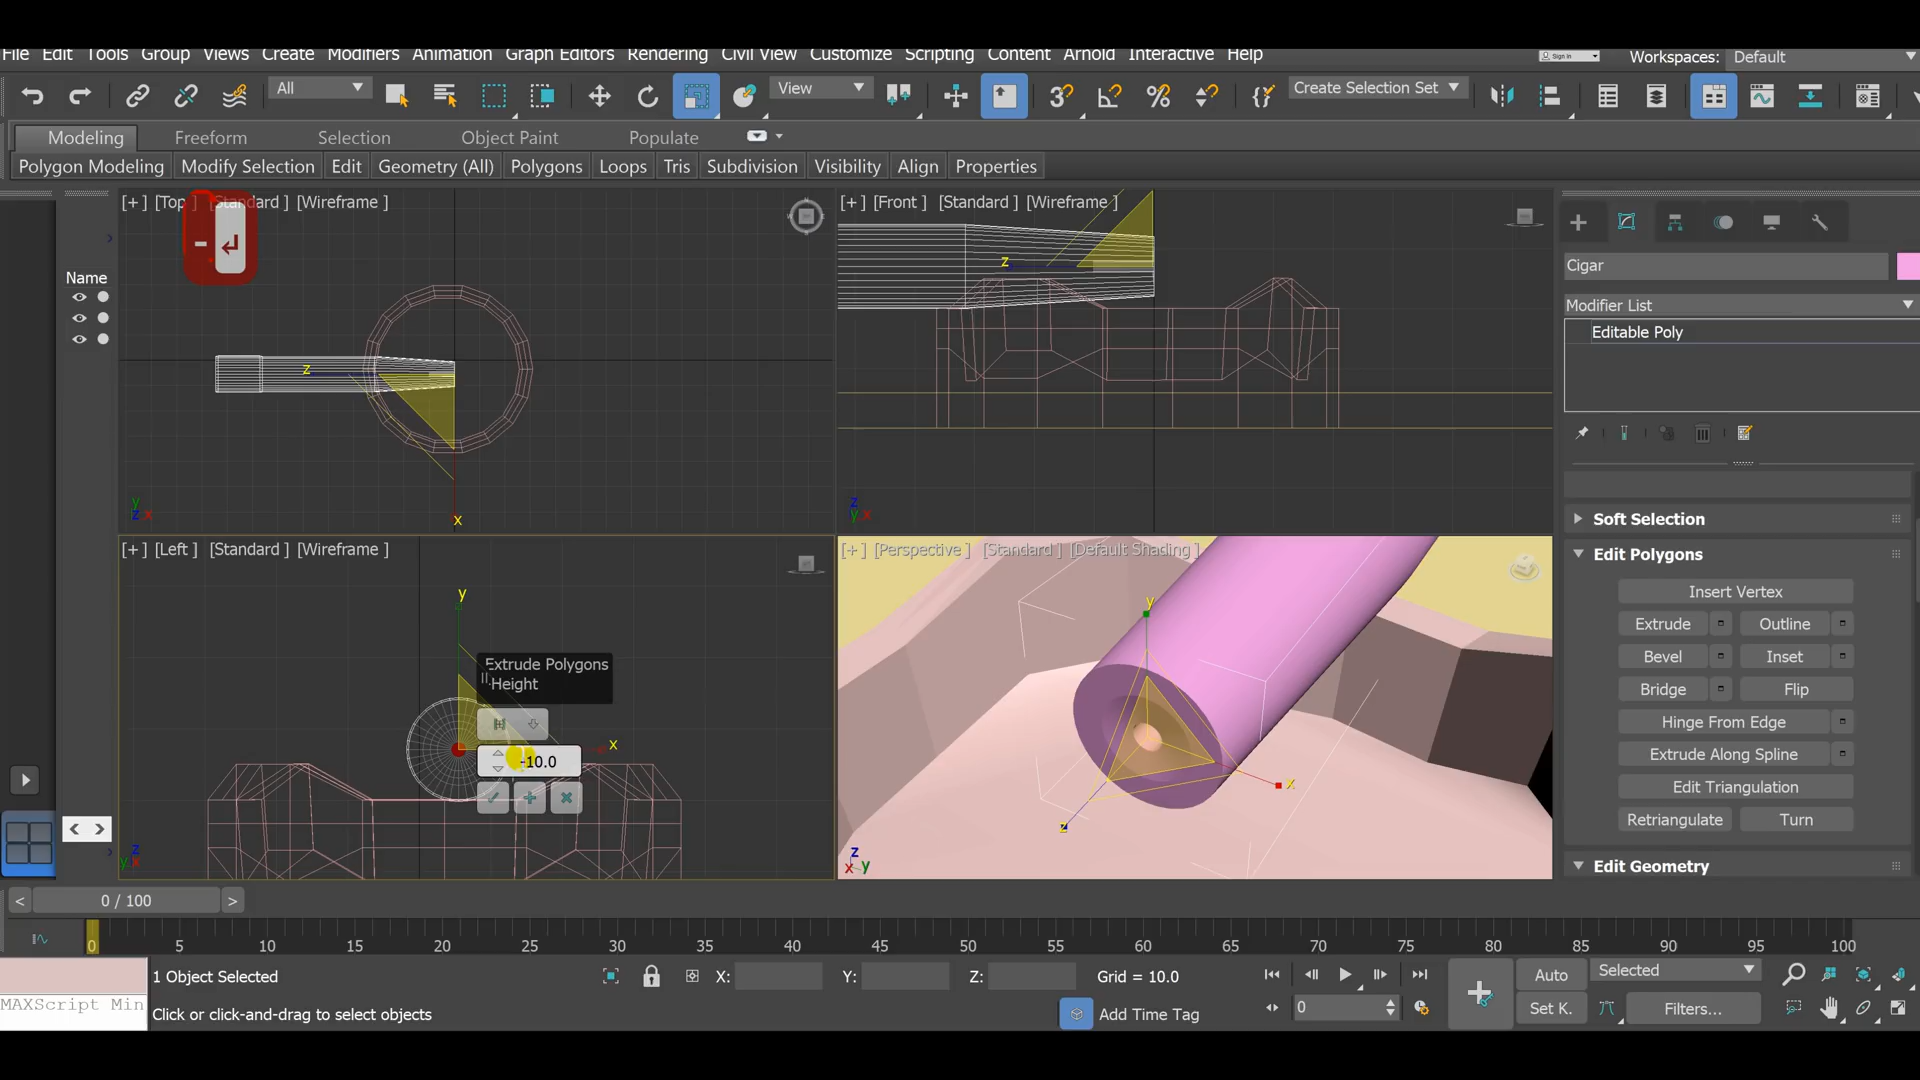 File Edit Tools Group Views Create Modifiers Animation Graph Editors Rendering Civil View Customize Scripting Content Arnold Interactive Help
Sign In
Workspaces: Default
All
View
Create Selection Set
Modeling Freeform Selection Object Paint Populate
Polygon Modeling Modify Selection Edit Geometry (All) Polygons Loops Tris Subdivision Visibility Align Properties
[+] [Top] [Standard] [Wireframe]
[+] [Front] [Standard] [Wireframe]
-
Name
z
x
z
y
z x
z
y x
Cigar
Modifier List
Editable Poly
Soft Selection
Edit Polygons
Insert Vertex
Extrude Outline
Bevel Inset
Bridge Flip
Hinge From Edge
Extrude Along Spline
Edit Triangulation
Retriangulate Turn
Edit Geometry
[+] [Left] [Standard] [Wireframe]
[+] [Perspective] [Standard] [Default Shading]
y
x
Extrude Polygons
Height
-10.0
z
y x
y
x
z
z
x y
< 0 / 100 >
0 5 10 15 20 25 30 35 40 45 50 55 60 65 70 75 80 85 90 95 100
1 Object Selected
X: Y: Z: Grid = 10.0
Auto Selected
MAXScript Min
Click or click-and-drag to select objects
Add Time Tag
0
Set K. Filters...